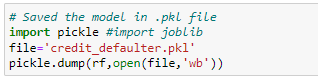 # Saved the model in .pkl file
import pickle #import joblib
file='credit_defaulter.pkl'
pickle.dump(rf,open(file,'wb'))